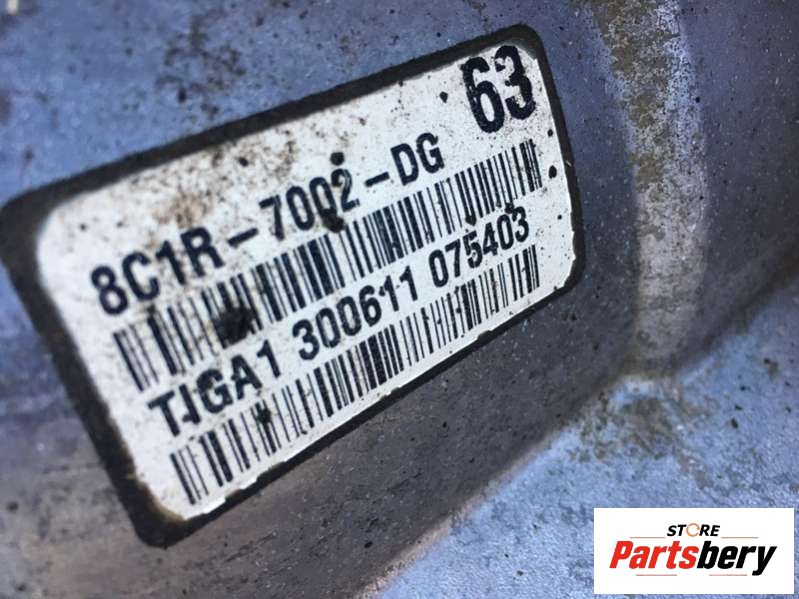 63
8C1R-7002-DG
TJGA1 300611 075403
STORE
Partsbery